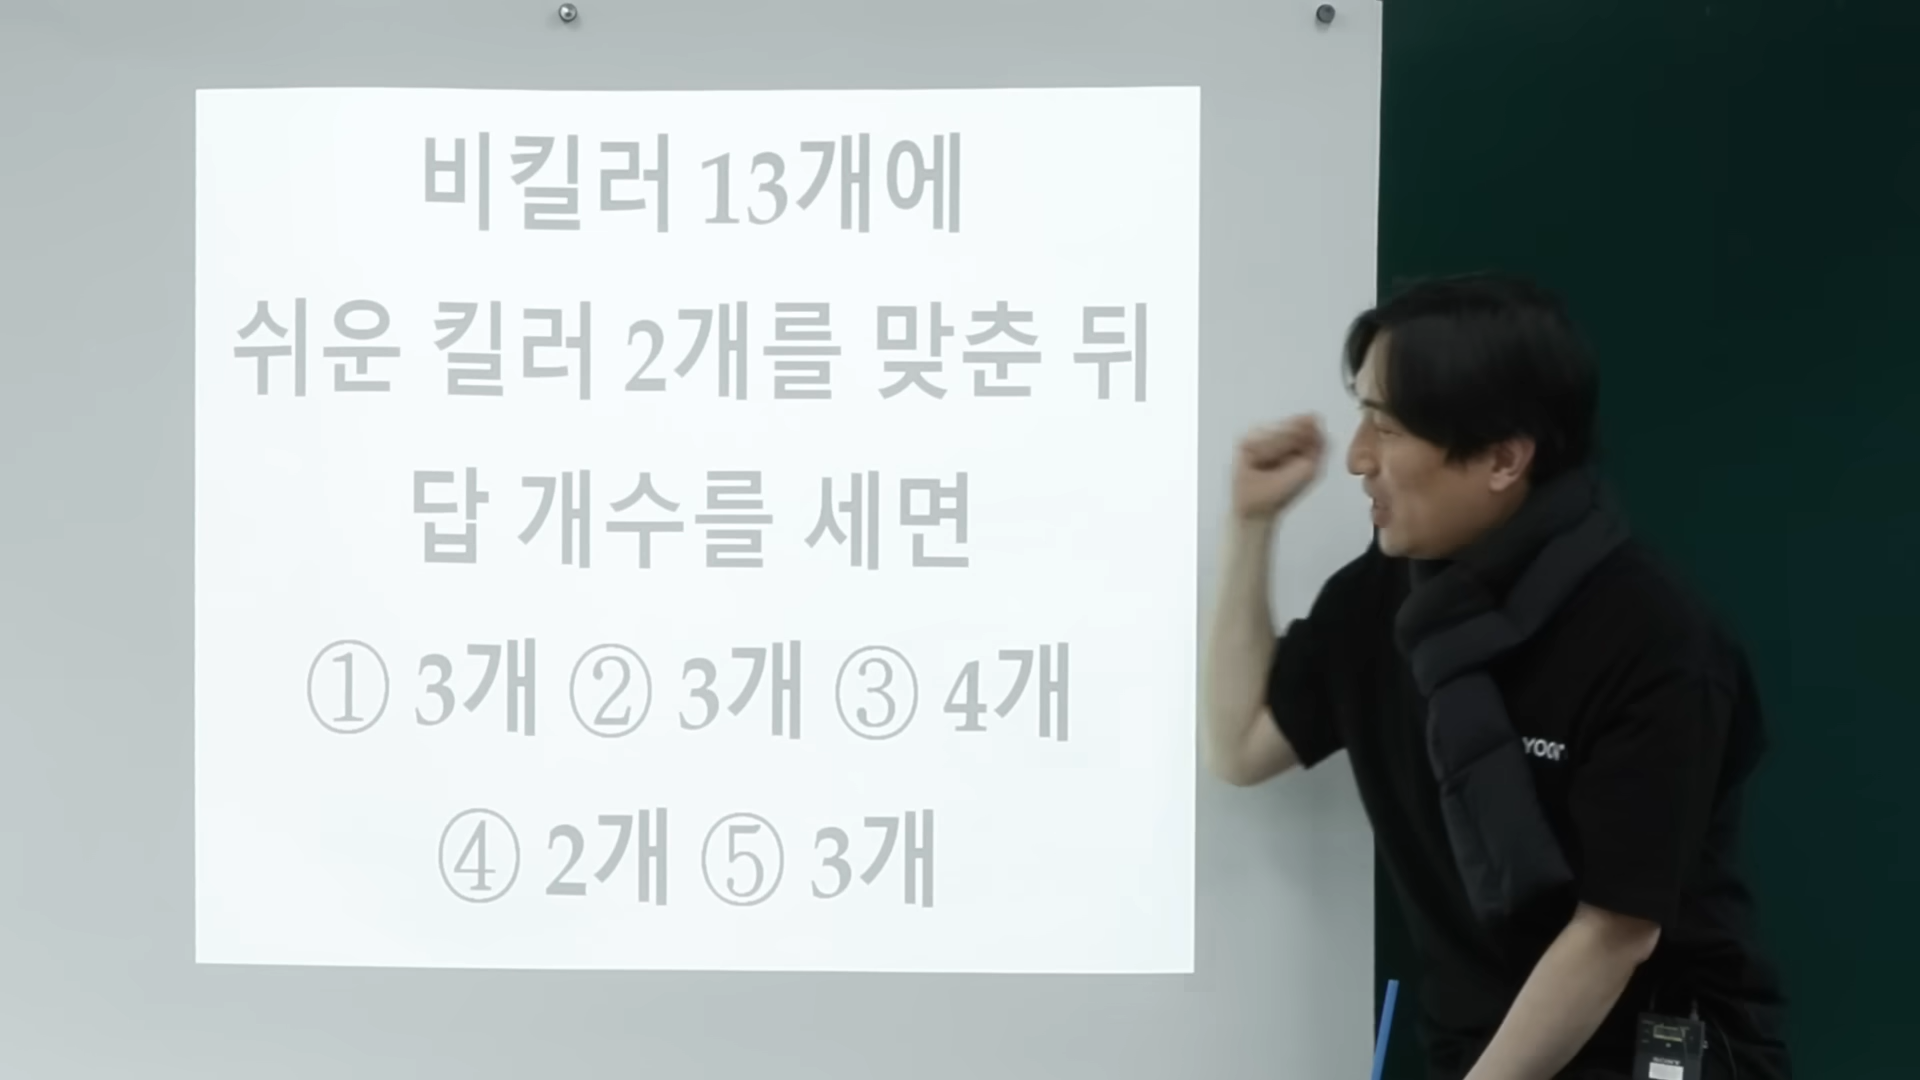 비킬러 13개에
쉬운 킬러 2개를 맞춘 뒤
답 개수를 세면
① 3개 ② 3개 ③ 4개
④ 2개 ⑤ 3개